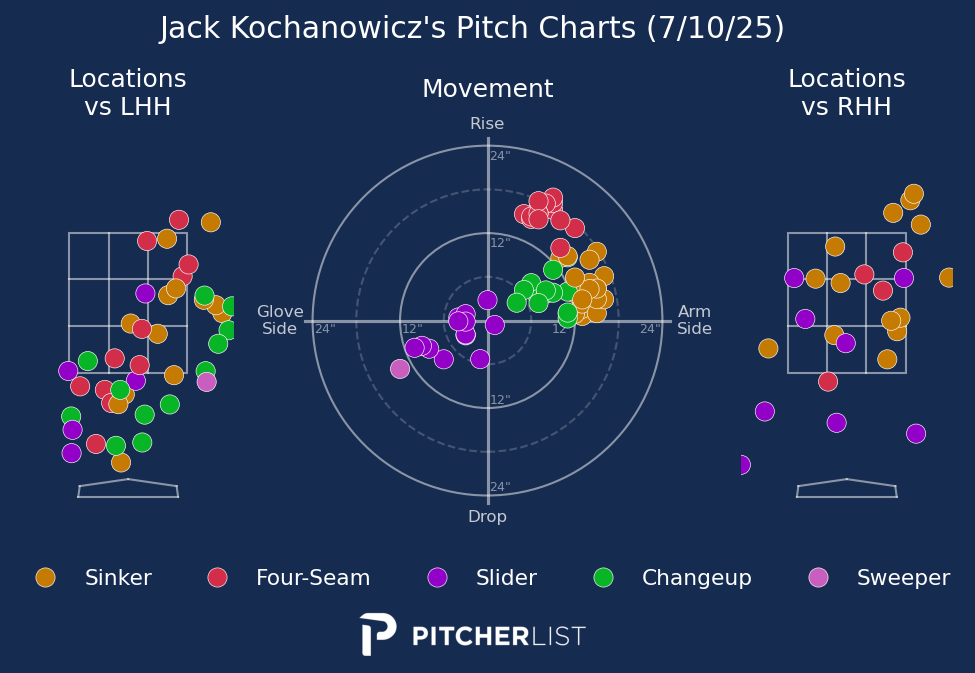 Jack Kochanowicz's Pitch Charts (7/10/25)
Locations
vs LHH
Movement
Locations
vs RHH
Rise
24"
12"
Glove
Side
24"
12"
12"
24"
Arm
Side
12"
24"
Drop
Sinker
Four-Seam
Slider
Changeup
Sweeper
PITCHERLIST